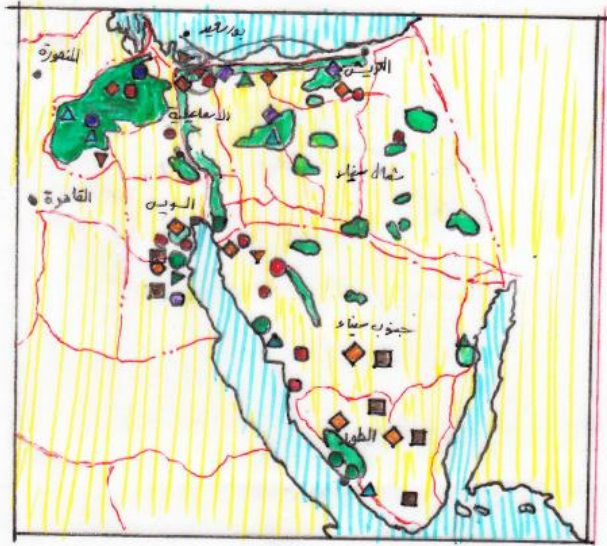 بورسعيد
المنصورة
العريش
الاسماعيلية
شمال سيناء
القاهرة
السويس
جنوب سيناء
الطور